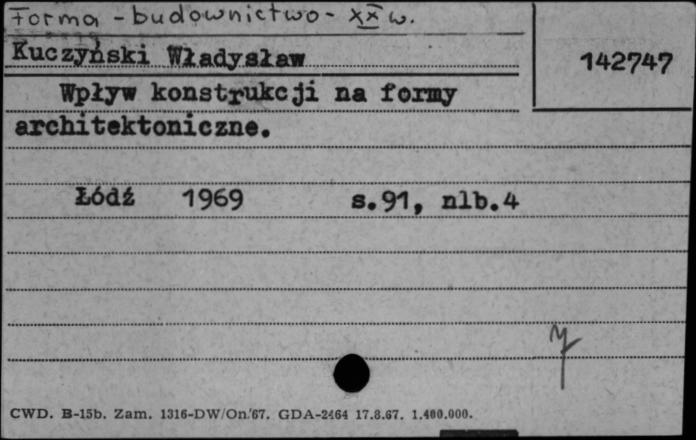 Forma - budownictwo - XX w.
Kuczyński Władysław
142747
Wpływ konstrukcji na formy
architektoniczne.
Łódź 1969 s.91, nlb.4
CWD. B-15b. Zam. 1316-DW/On/67. GDA-2464 17.8.67. 1.400.000.